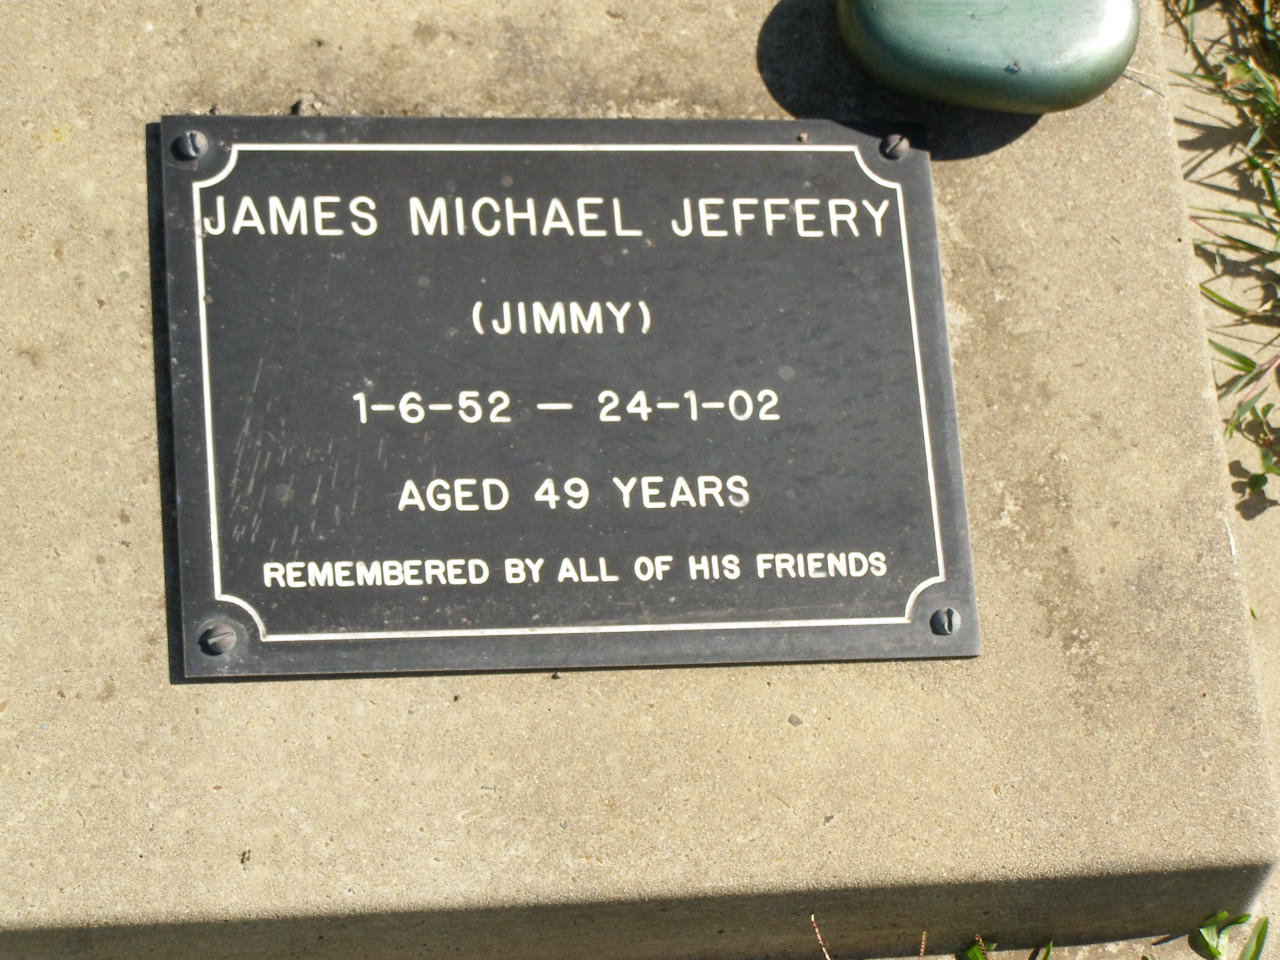 JAMES MICHAEL JEFFERY
(JIMMY)
1-6-52 — 24-1-02
AGED 49 YEARS
REMEMBERED BY ALL OF HIS FRIENDS